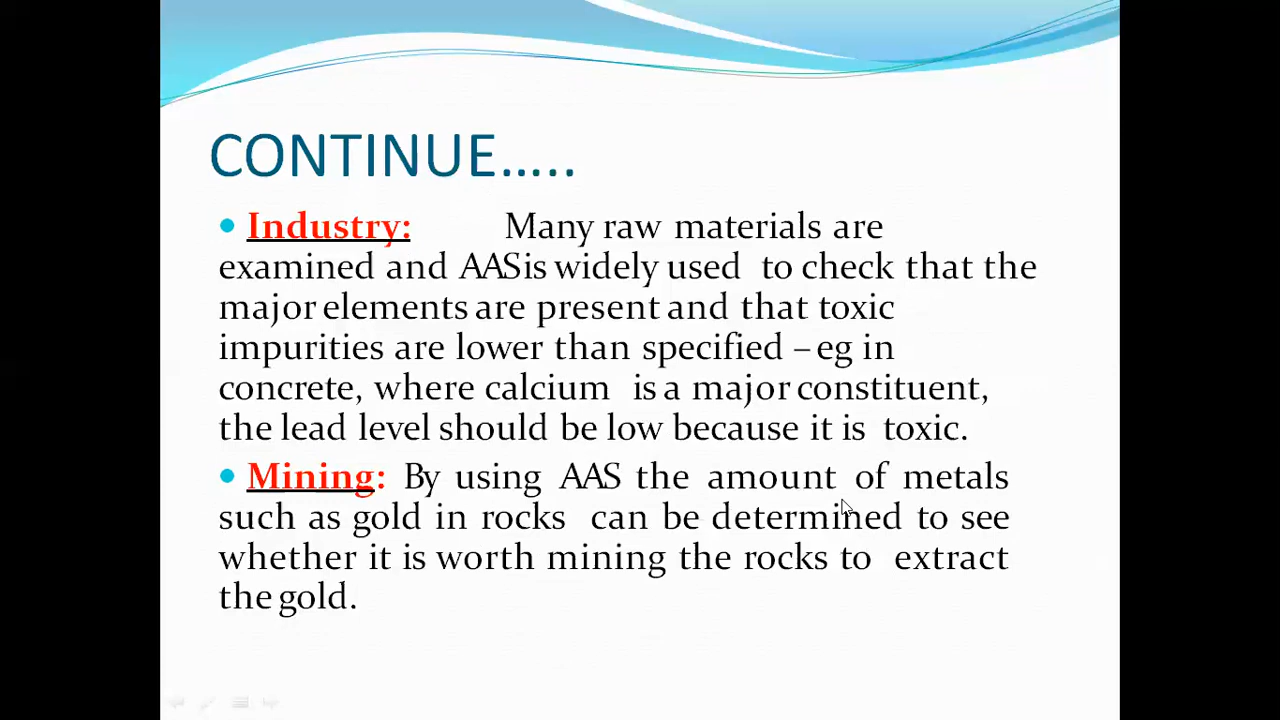 CONTINUE…..
• Industry: Many raw materials are
examined and AAS is widely used to check that the
major elements are present and that toxic
impurities are lower than specified – eg in
concrete, where calcium is a major constituent,
the lead level should be low because it is toxic.
• Mining: By using AAS the amount of metals
such as gold in rocks can be determined to see
whether it is worth mining the rocks to extract
the gold.